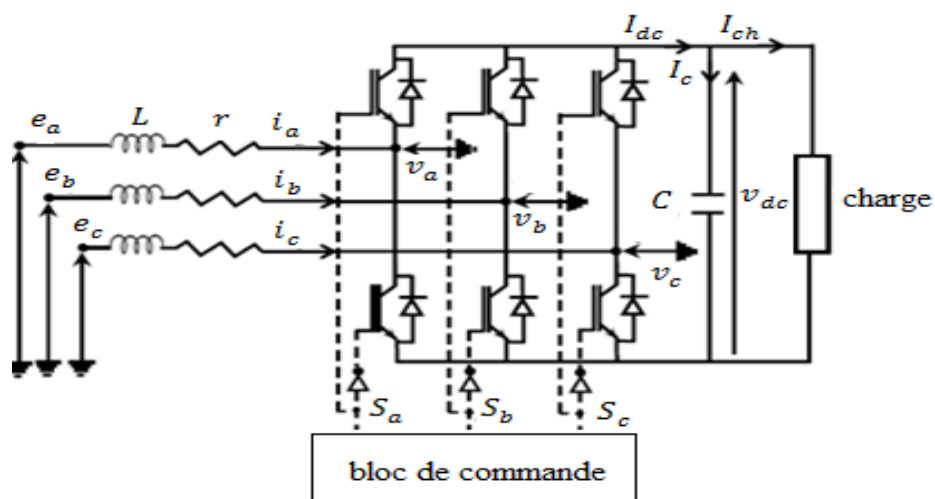 I_dc I_ch
I_c
e_a L r i_a
v_a
e_b i_b
v_b
C v_dc charge
e_c i_c
v_c
S_a S_b S_c
bloc de commande